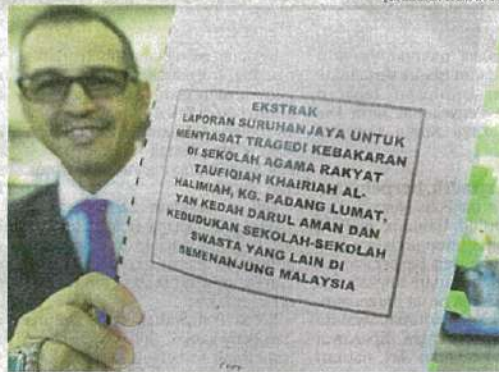 EKSTRAK
LAPORAN SURUHANJAYA UNTUK
MENYIASAT TRAGEDI KEBAKARAN
DI SEKOLAH AGAMA RAKYAT
TAUFIQIAH KHAIRIAH AL-
HALIMIAH, KG. PADANG LUMAT,
YAN KEDAH DARUL AMAN DAN
KEDUDUKAN SEKOLAH-SEKOLAH
SWASTA YANG LAIN DI
SEMENANJUNG MALAYSIA